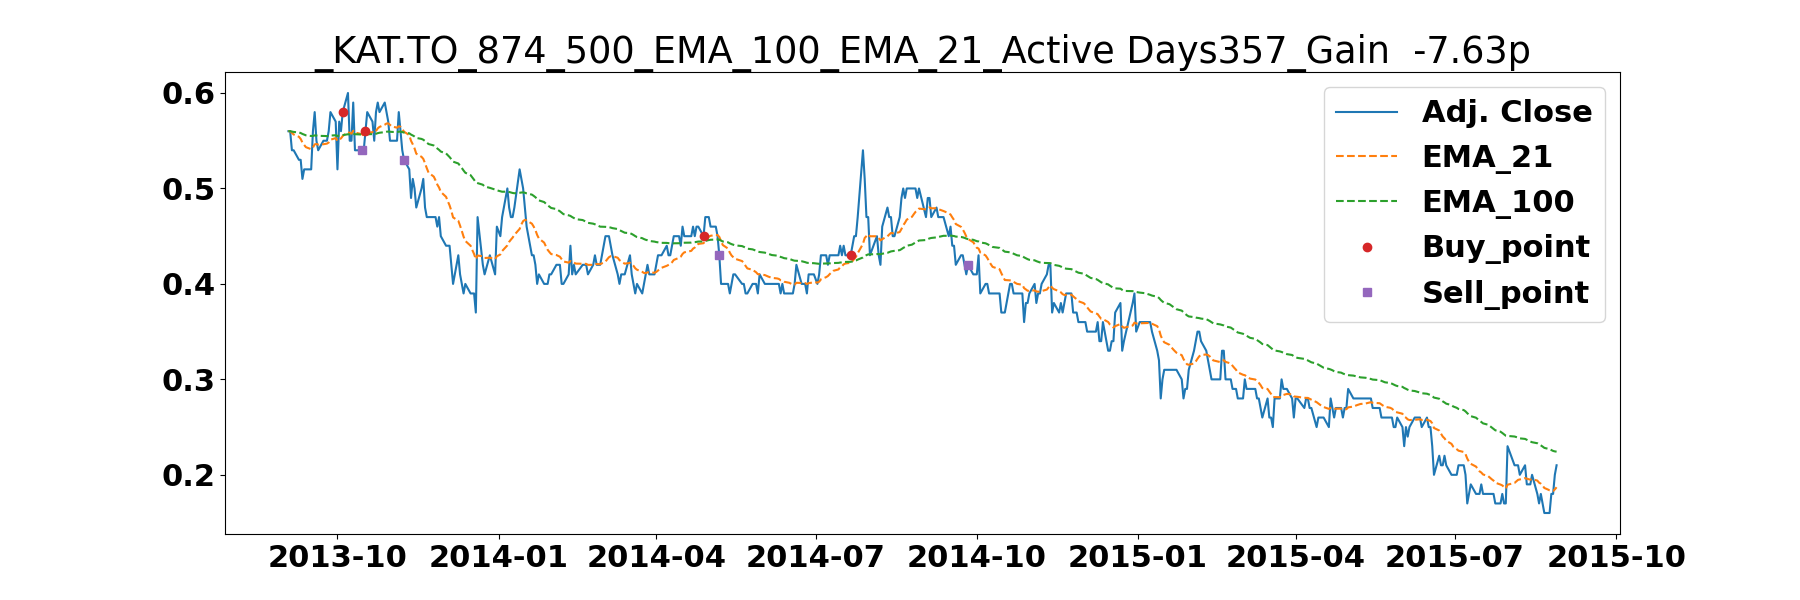 _KAT.TO_874_500_EMA_100_EMA_21_Active Days357_Gain  -7.63p
0.6
0.5
0.4
0.3
0.2
Adj. Close
EMA_21
EMA_100
Buy_point
Sell_point
2013-10 2014-01 2014-04 2014-07 2014-10 2015-01 2015-04 2015-07 2015-10